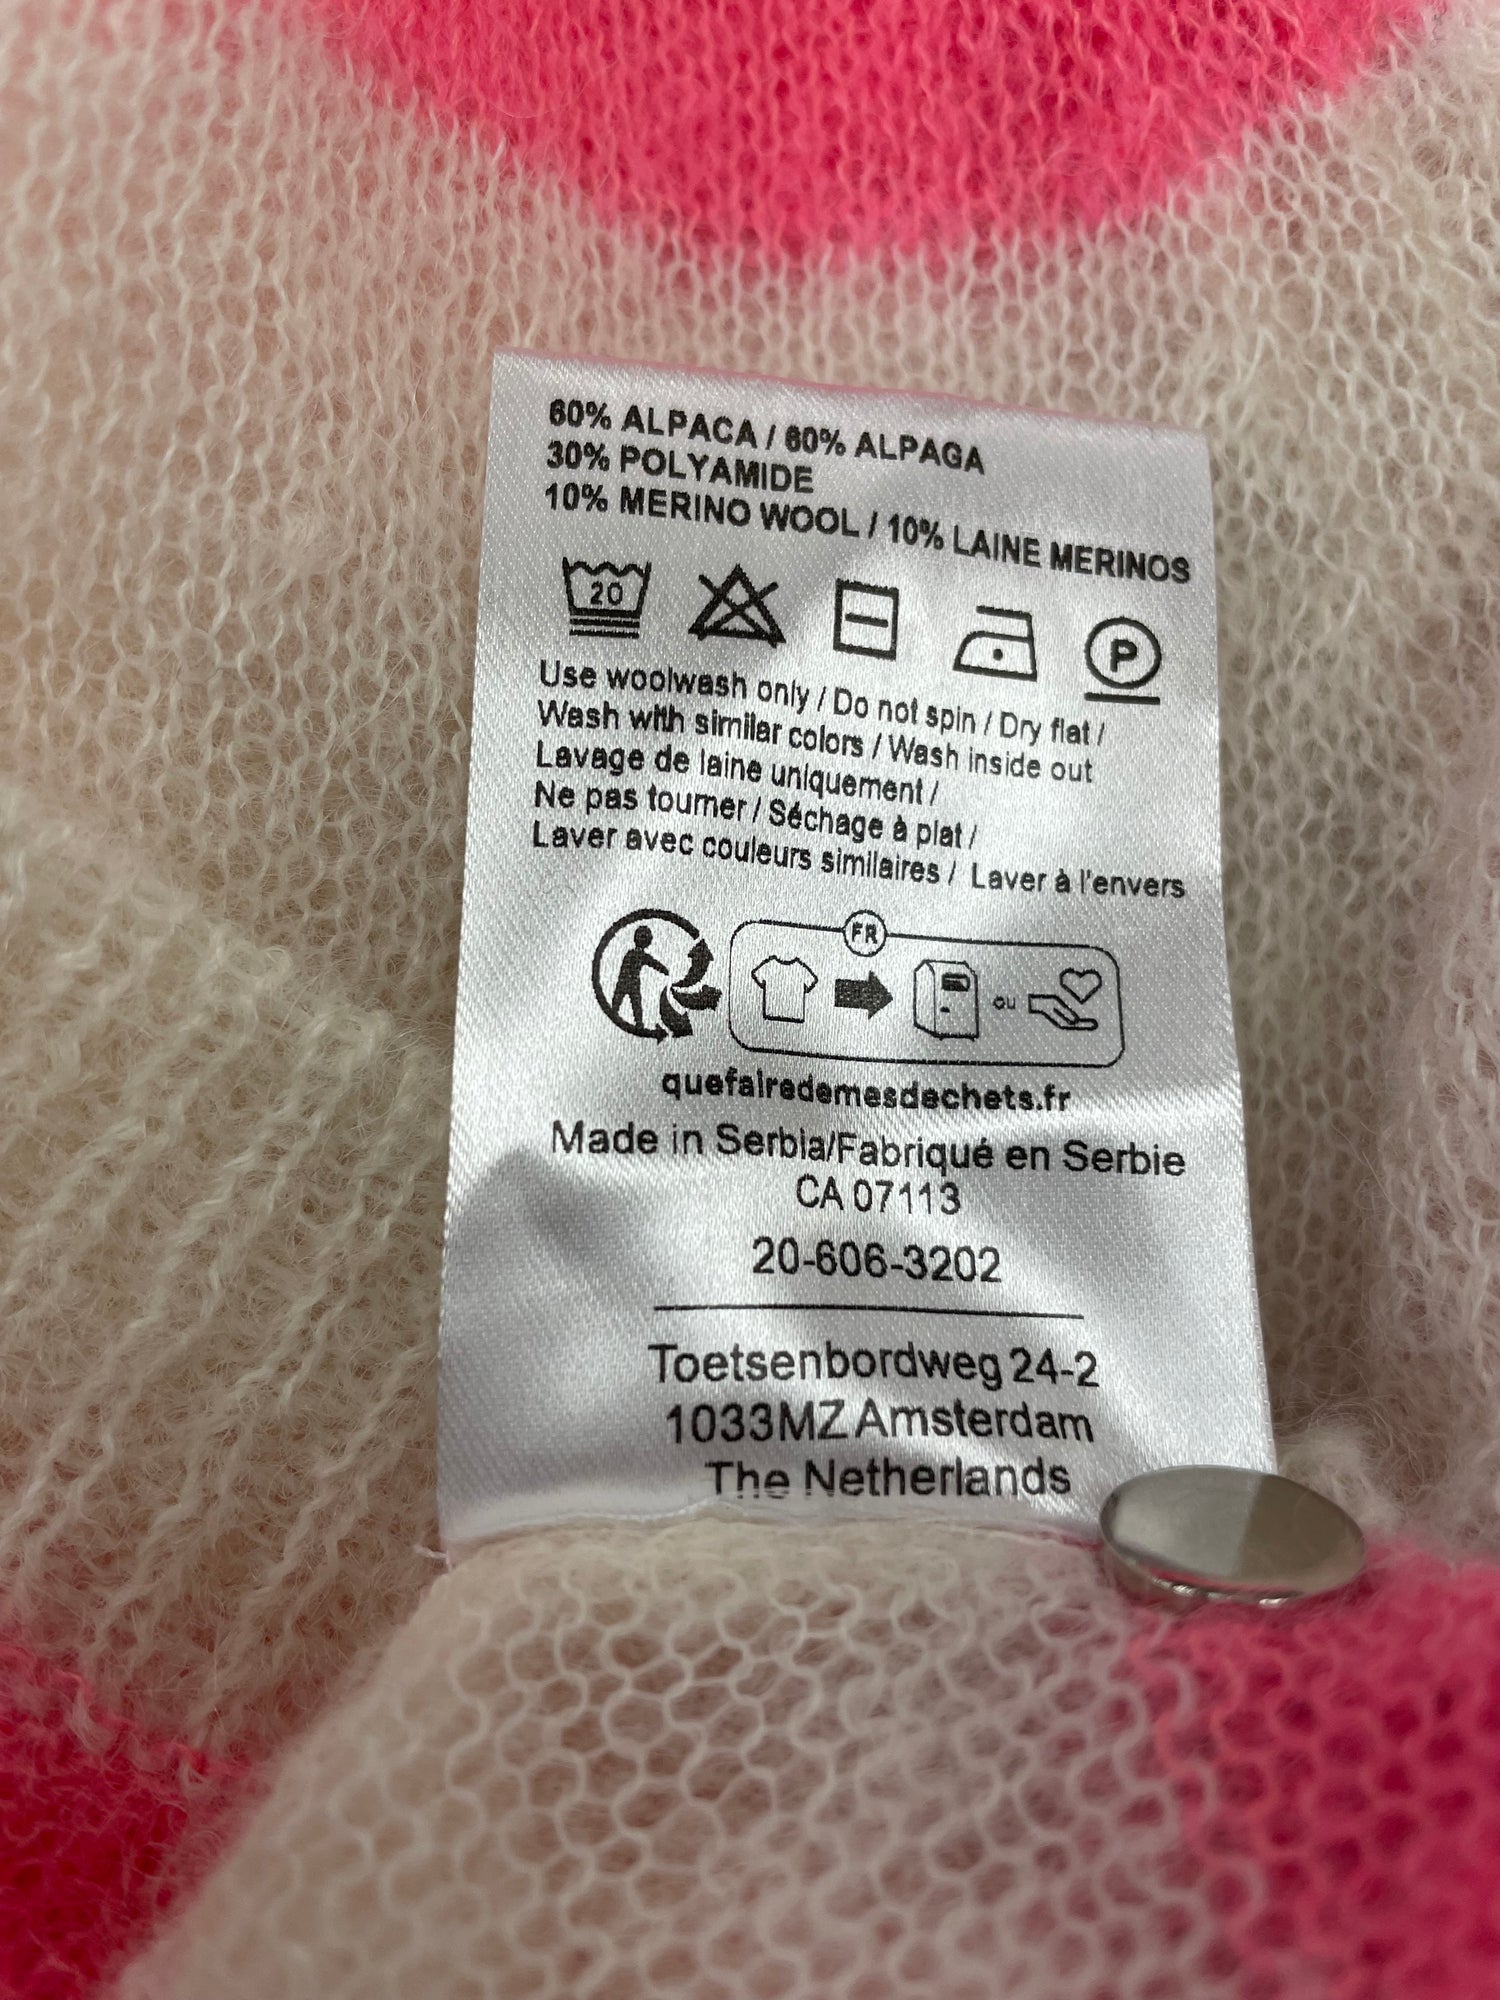 60% ALPACA / 60% ALPAGA
30% POLYAMIDE
10% MERINO WOOL / 10% LAINE MERINOS
20
P
Use woolwash only / Do not spin / Dry flat /
Wash with similar colors / Wash inside out
Lavage de laine uniquement /
Ne pas tourner / Séchage à plat /
Laver avec couleurs similaires / Laver à l'envers
FR
ou
quefairedemesdechets.fr
Made in Serbia/Fabriqué en Serbie
CA 07113
20-606-3202
Toetsenbordweg 24-2
1033MZ Amsterdam
The Netherlands